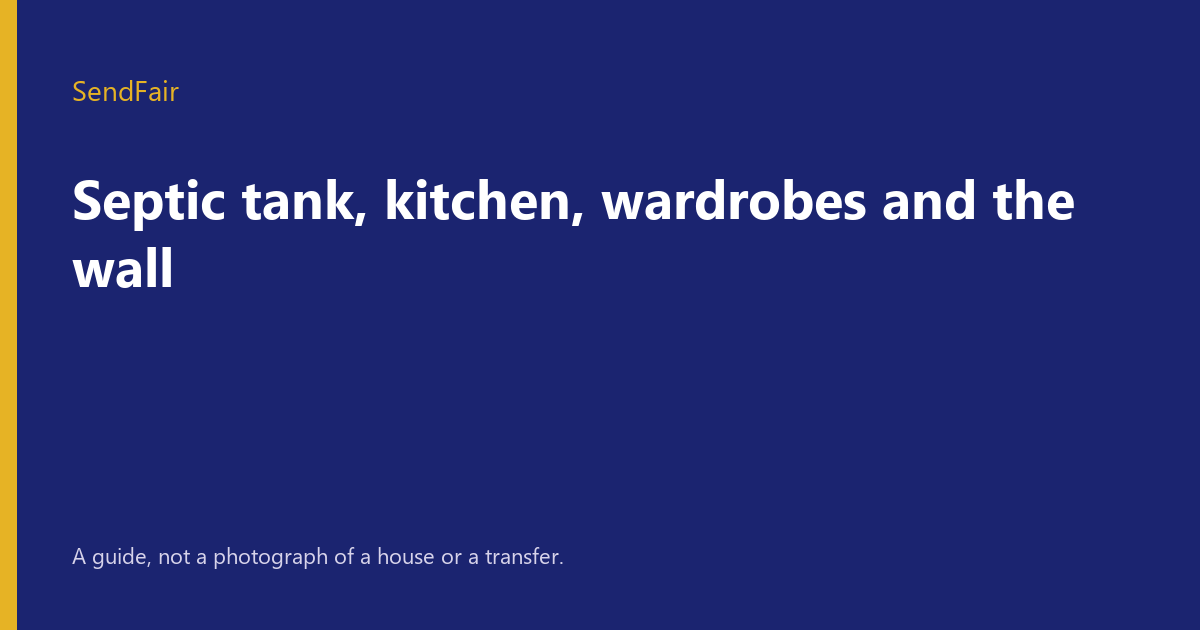 SendFair
Septic tank, kitchen, wardrobes and the
wall
A guide, not a photograph of a house or a transfer.